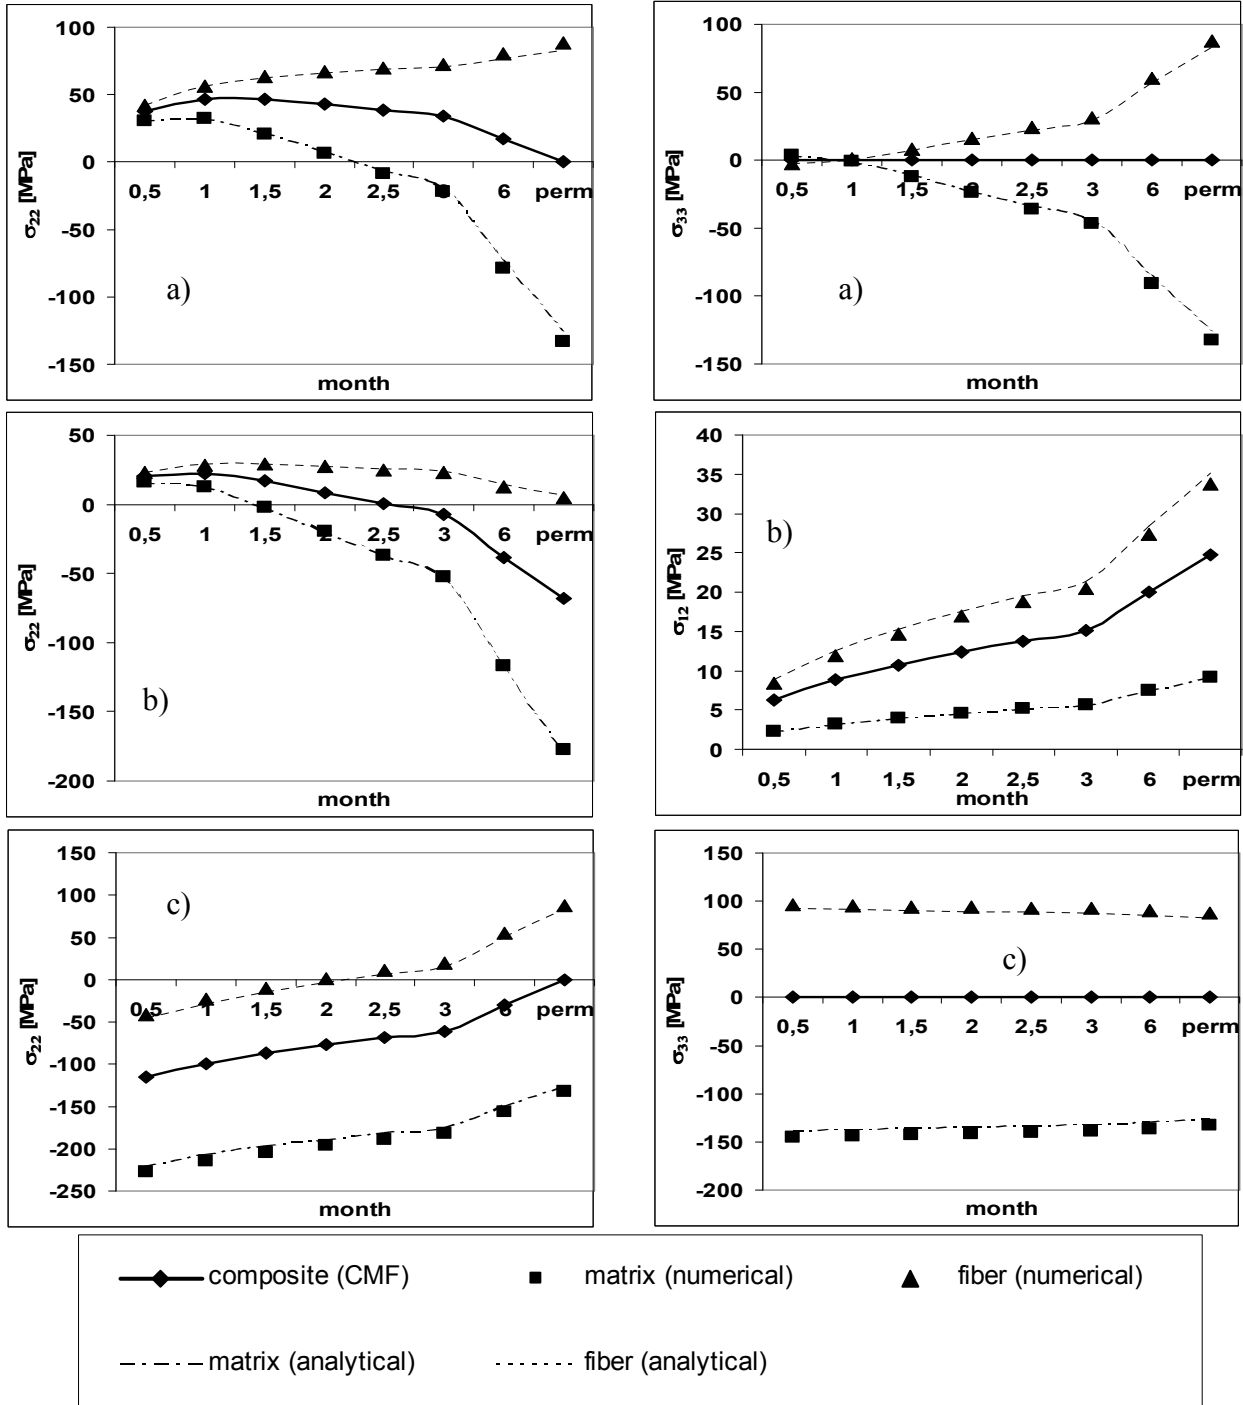 100
50
0
-50
-100
-150
σ22 [MPa]
0,5 1 1,5 2 2,5 3 6 perm
a)
month
100
50
0
-50
-100
-150
σ33 [MPa]
0,5 1 1,5 2 2,5 3 6 perm
a)
month
50
0
-50
-100
-150
-200
σ22 [MPa]
0,5 1 1,5 2 2,5 3 6 perm
b)
month
40
35
30
25
20
15
10
5
0
σ12 [MPa]
b)
0,5 1 1,5 2 2,5 3 6 perm
month
150
100
50
0
-50
-100
-150
-200
-250
σ22 [MPa]
c)
0,5 1 1,5 2 2,5 3 6 perm
month
150
100
50
0
-50
-100
-150
-200
σ33 [MPa]
c)
0,5 1 1,5 2 2,5 3 6 perm
month
composite (CMF) matrix (numerical) fiber (numerical)
matrix (analytical) fiber (analytical)